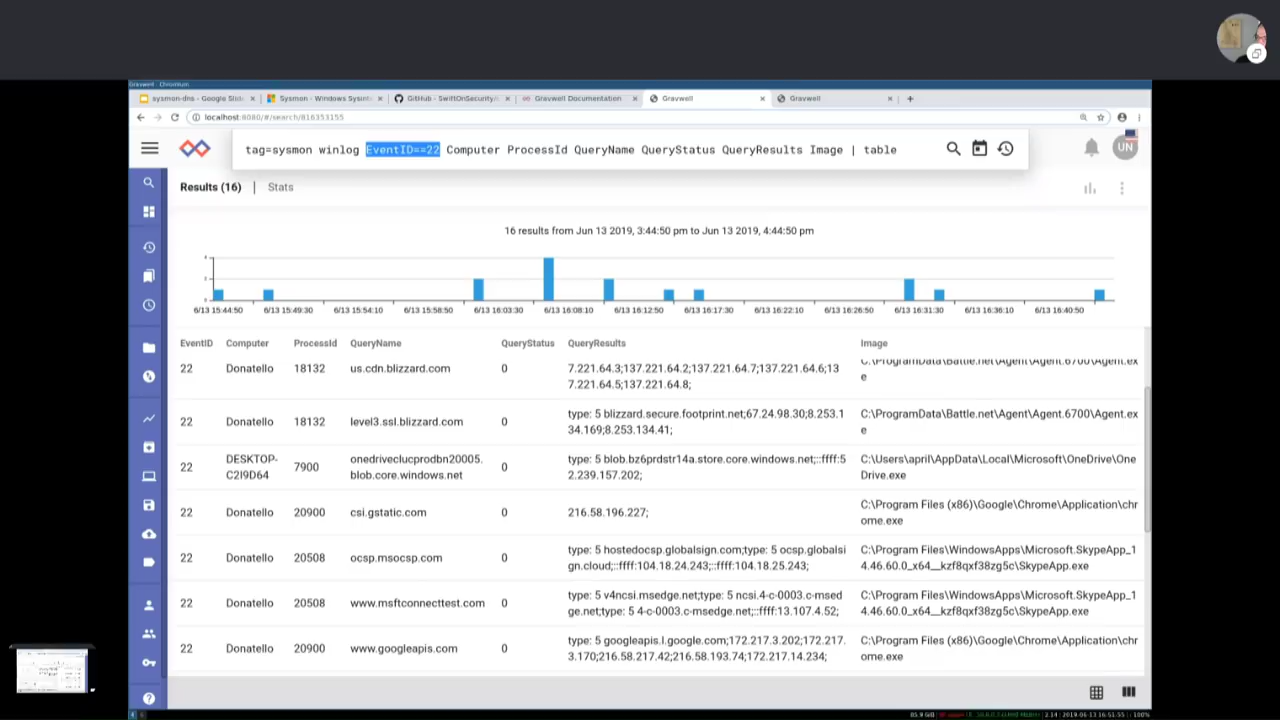 Gravwell - Chromium
sysmon-dns - Google Slid
Sysmon - Windows Sysint
GitHub - SwiftOnSecurity/
Gravwell Documentation
Gravwell
Gravwell
localhost:8080/#/search/816353155
tag=sysmon winlog EventID==22 Computer ProcessId QueryName QueryStatus QueryResults Image | table
UN
Results (16) | Stats
16 results from Jun 13 2019, 3:44:50 pm to Jun 13 2019, 4:44:50 pm
4
2
0
6/13 15:44:50 6/13 15:49:30 6/13 15:54:10 6/13 15:58:50 6/13 16:03:30 6/13 16:08:10 6/13 16:12:50 6/13 16:17:30 6/13 16:22:10 6/13 16:26:50 6/13 16:31:30 6/13 16:36:10 6/13 16:40:50
EventID Computer ProcessId QueryName QueryStatus QueryResults Image
22 Donatello 18132 us.cdn.blizzard.com 0 7.221.64.3;137.221.64.2;137.221.64.7;137.221.64.6;13 C:\ProgramData\Battle.net\Agent\Agent.6700\Agent.ex
7.221.64.5;137.221.64.8; e
22 Donatello 18132 level3.ssl.blizzard.com 0 type: 5 blizzard.secure.footprint.net;67.24.98.30;8.253.1 C:\ProgramData\Battle.net\Agent\Agent.6700\Agent.ex
34.169;8.253.134.41; e
22 DESKTOP- 7900 onedriveclucprodbn20005. 0 type: 5 blob.bz6prdstr14a.store.core.windows.net;::ffff:5 C:\Users\april\AppData\Local\Microsoft\OneDrive\One
C2I9D64 blob.core.windows.net 2.239.157.202; Drive.exe
22 Donatello 20900 csi.gstatic.com 0 216.58.196.227; C:\Program Files (x86)\Google\Chrome\Application\chr
ome.exe
22 Donatello 20508 ocsp.msocsp.com 0 type: 5 hostedocsp.globalsign.com;type: 5 ocsp.globalsi C:\Program Files\WindowsApps\Microsoft.SkypeApp_1
gn.cloud;::ffff:104.18.24.243;::ffff:104.18.25.243; 4.46.60.0_x64__kzf8qxf38zg5c\SkypeApp.exe
22 Donatello 20508 www.msftconnecttest.com 0 type: 5 v4ncsi.msedge.net;type: 5 ncsi.4-c-0003.c-msed C:\Program Files\WindowsApps\Microsoft.SkypeApp_1
ge.net;type: 5 4-c-0003.c-msedge.net;::ffff:13.107.4.52; 4.46.60.0_x64__kzf8qxf38zg5c\SkypeApp.exe
22 Donatello 20900 www.googleapis.com 0 type: 5 googleapis.l.google.com;172.217.3.202;172.217. C:\Program Files (x86)\Google\Chrome\Application\chr
3.170;216.58.217.42;216.58.193.74;172.217.14.234; ome.exe
2019-06-13 16:51:55 | 100%